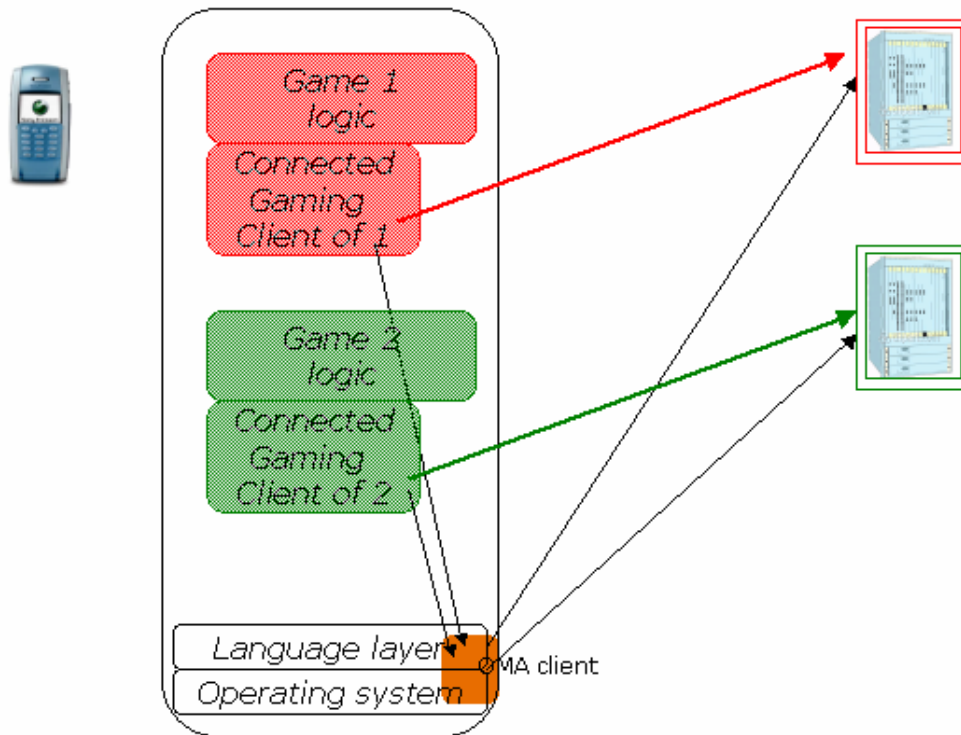 Game 1
logic
Connected
Gaming
Client of 1
Game 2
logic
Connected
Gaming
Client of 2
Language layer
MA client
Operating system